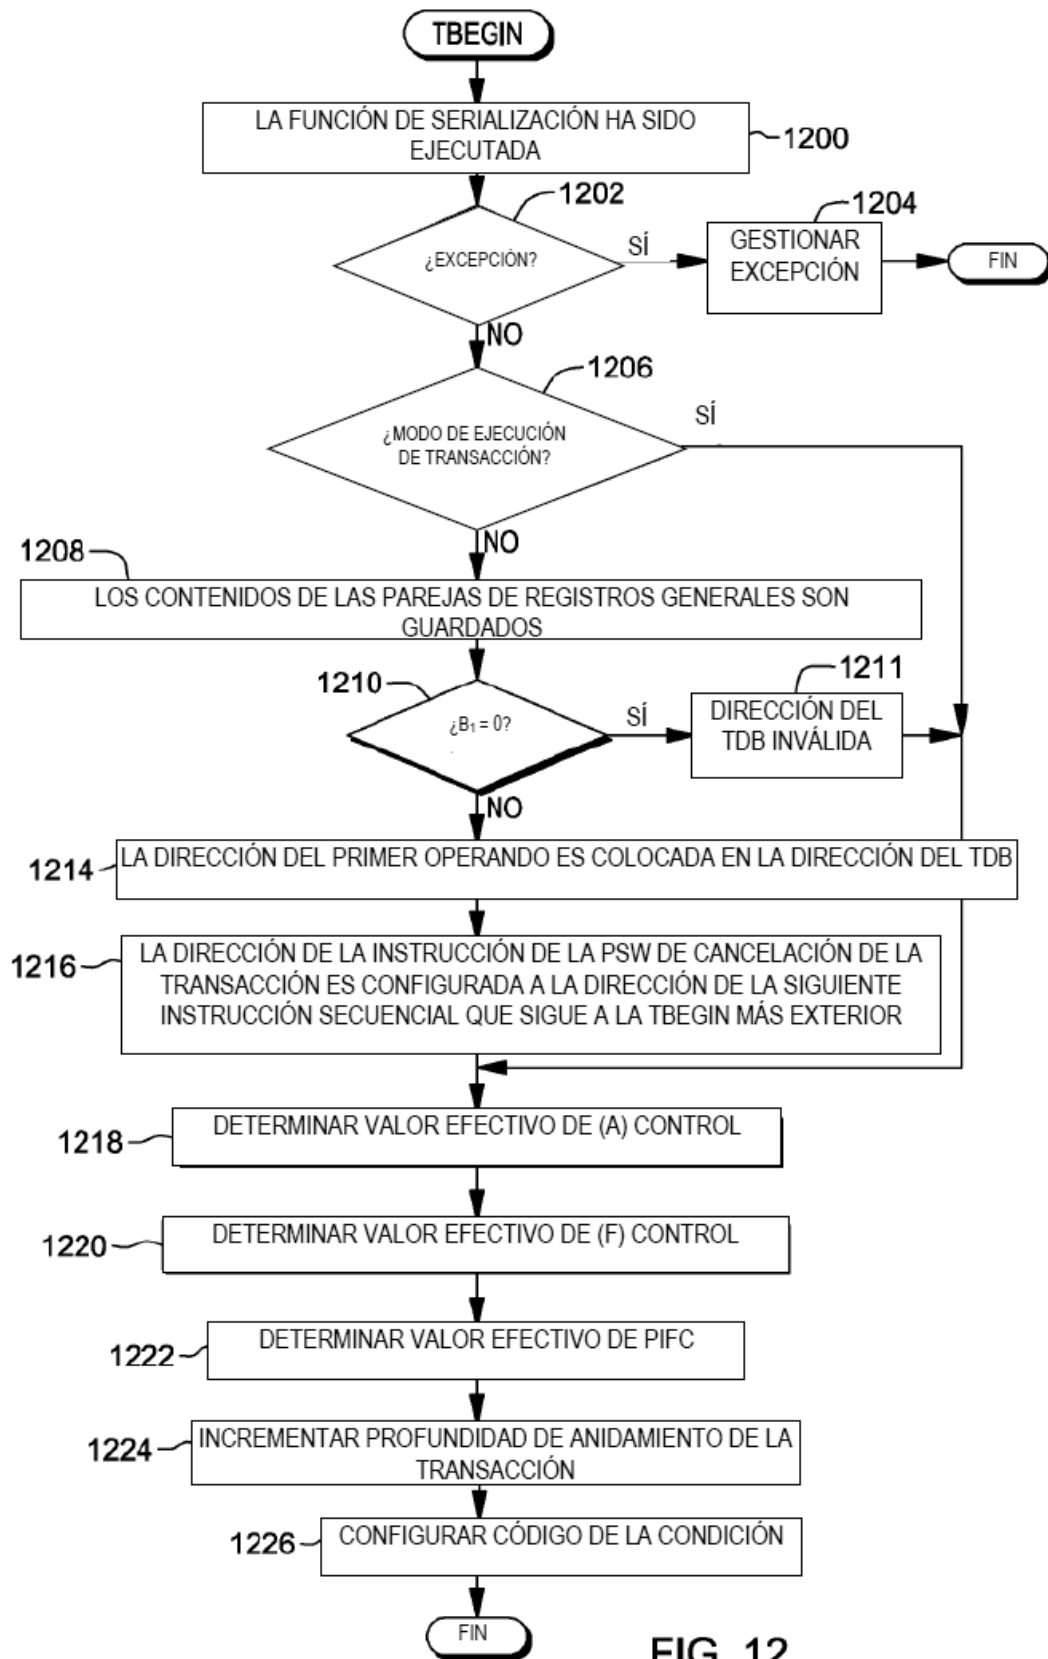 TBEGIN
LA FUNCIÓN DE SERIALIZACIÓN HA SIDO
EJECUTADA
1200
1202
¿EXCEPCIÓN?
SÍ
1204
GESTIONAR
EXCEPCIÓN
FIN
NO
1206
¿MODO DE EJECUCIÓN
DE TRANSACCIÓN?
SÍ
NO
1208
LOS CONTENIDOS DE LAS PAREJAS DE REGISTROS GENERALES SON
GUARDADOS
1210
¿B₁ = 0?
SÍ
1211
DIRECCIÓN DEL
TDB INVÁLIDA
NO
1214
LA DIRECCIÓN DEL PRIMER OPERANDO ES COLOCADA EN LA DIRECCIÓN DEL TDB
1216
LA DIRECCIÓN DE LA INSTRUCCIÓN DE LA PSW DE CANCELACIÓN DE LA
TRANSACCIÓN ES CONFIGURADA A LA DIRECCIÓN DE LA SIGUIENTE
INSTRUCCIÓN SECUENCIAL QUE SIGUE A LA TBEGIN MÁS EXTERIOR
1218
DETERMINAR VALOR EFECTIVO DE (A) CONTROL
1220
DETERMINAR VALOR EFECTIVO DE (F) CONTROL
1222
DETERMINAR VALOR EFECTIVO DE PIFC
1224
INCREMENTAR PROFUNDIDAD DE ANIDAMIENTO DE LA
TRANSACCIÓN
1226
CONFIGURAR CÓDIGO DE LA CONDICIÓN
FIN
FIG. 12